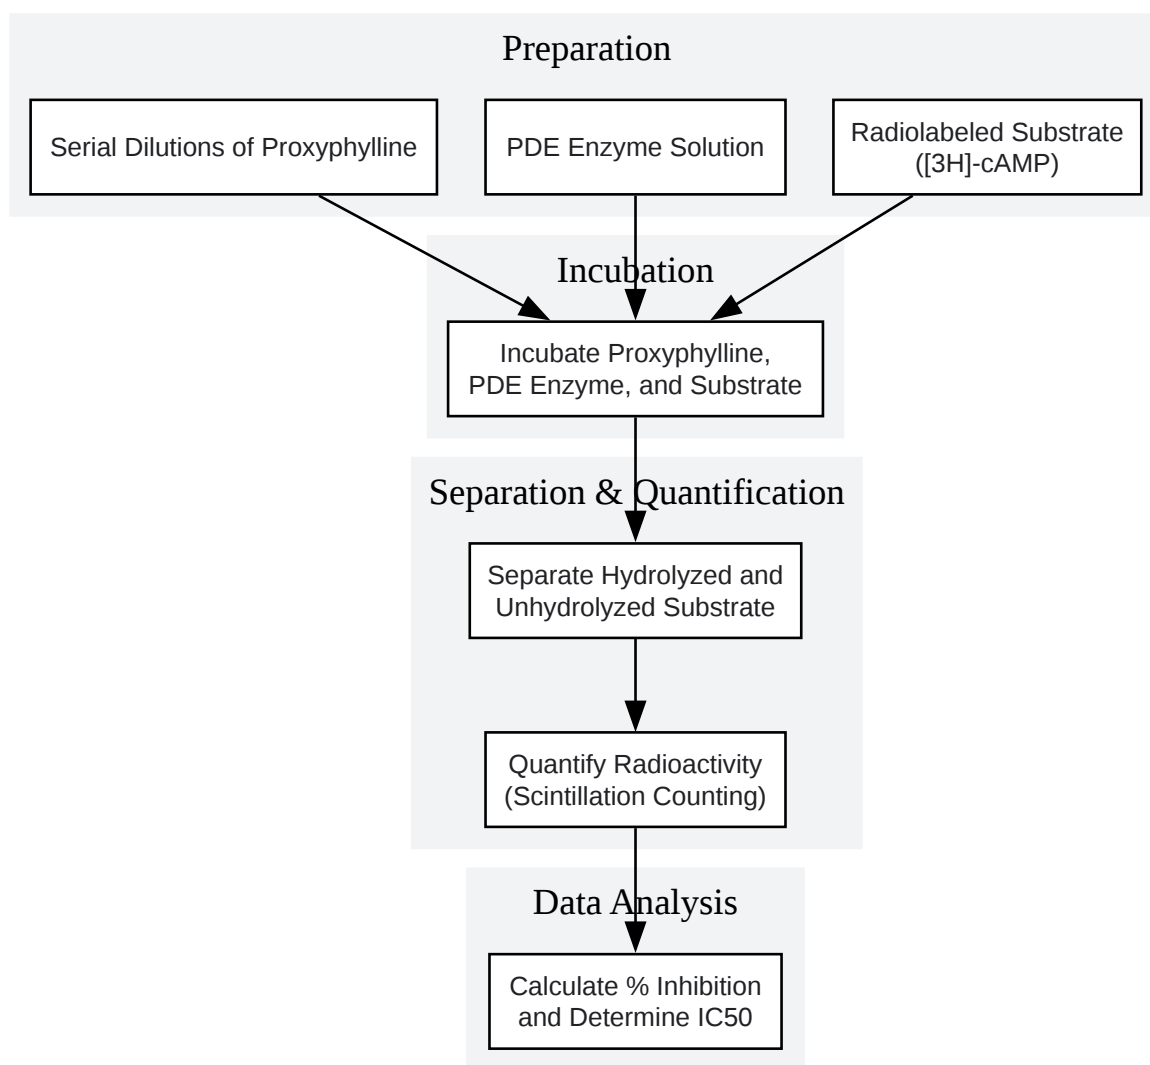 Preparation
Serial Dilutions of Proxyphylline
PDE Enzyme Solution
Radiolabeled Substrate
([3H]-cAMP)
Incubation
Incubate Proxyphylline,
PDE Enzyme, and Substrate
Separation & Quantification
Separate Hydrolyzed and
Unhydrolyzed Substrate
Quantify Radioactivity
(Scintillation Counting)
Data Analysis
Calculate % Inhibition
and Determine IC50